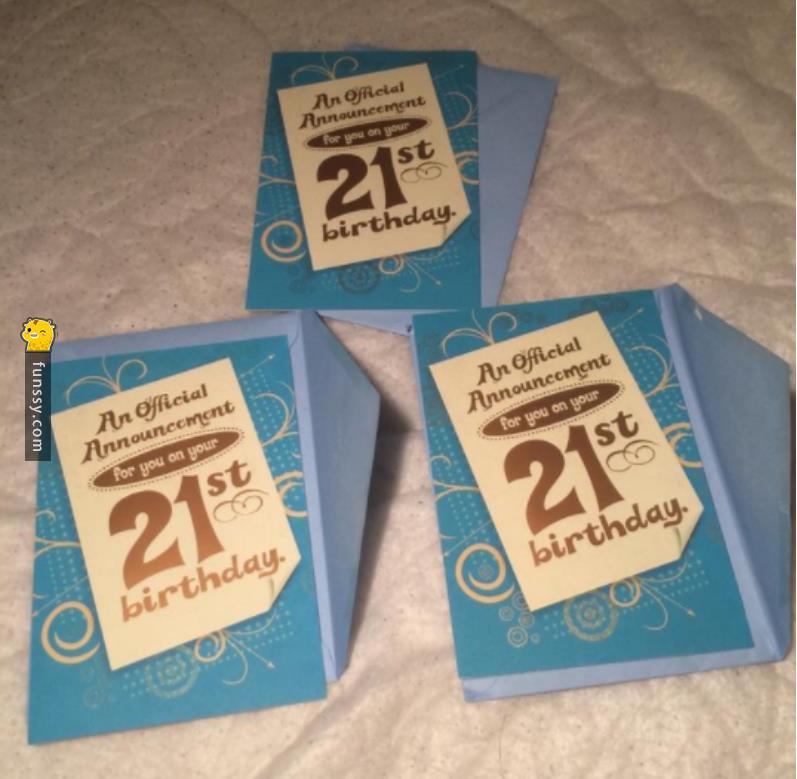 An Official
Announcement
for you on your
21st
birthday.
An Official
Announcement
for you on your
21st
birthday.
An Official
Announcement
for you on your
21st
birthday.
funssy.com